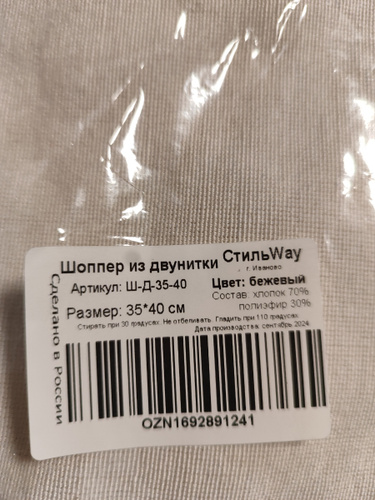 Шоппер из двунитки СтильWay
г. Иваново
Артикул: Ш-Д-35-40
Цвет: бежевый
Состав: хлопок 70%
полиэфир 30%
Размер: 35*40 см
Стирать при 30 градусах. Не отбеливать. Гладить при 110 градусах.
Дата производства: сентябрь 2024
OZN1692891241
Сделано в России